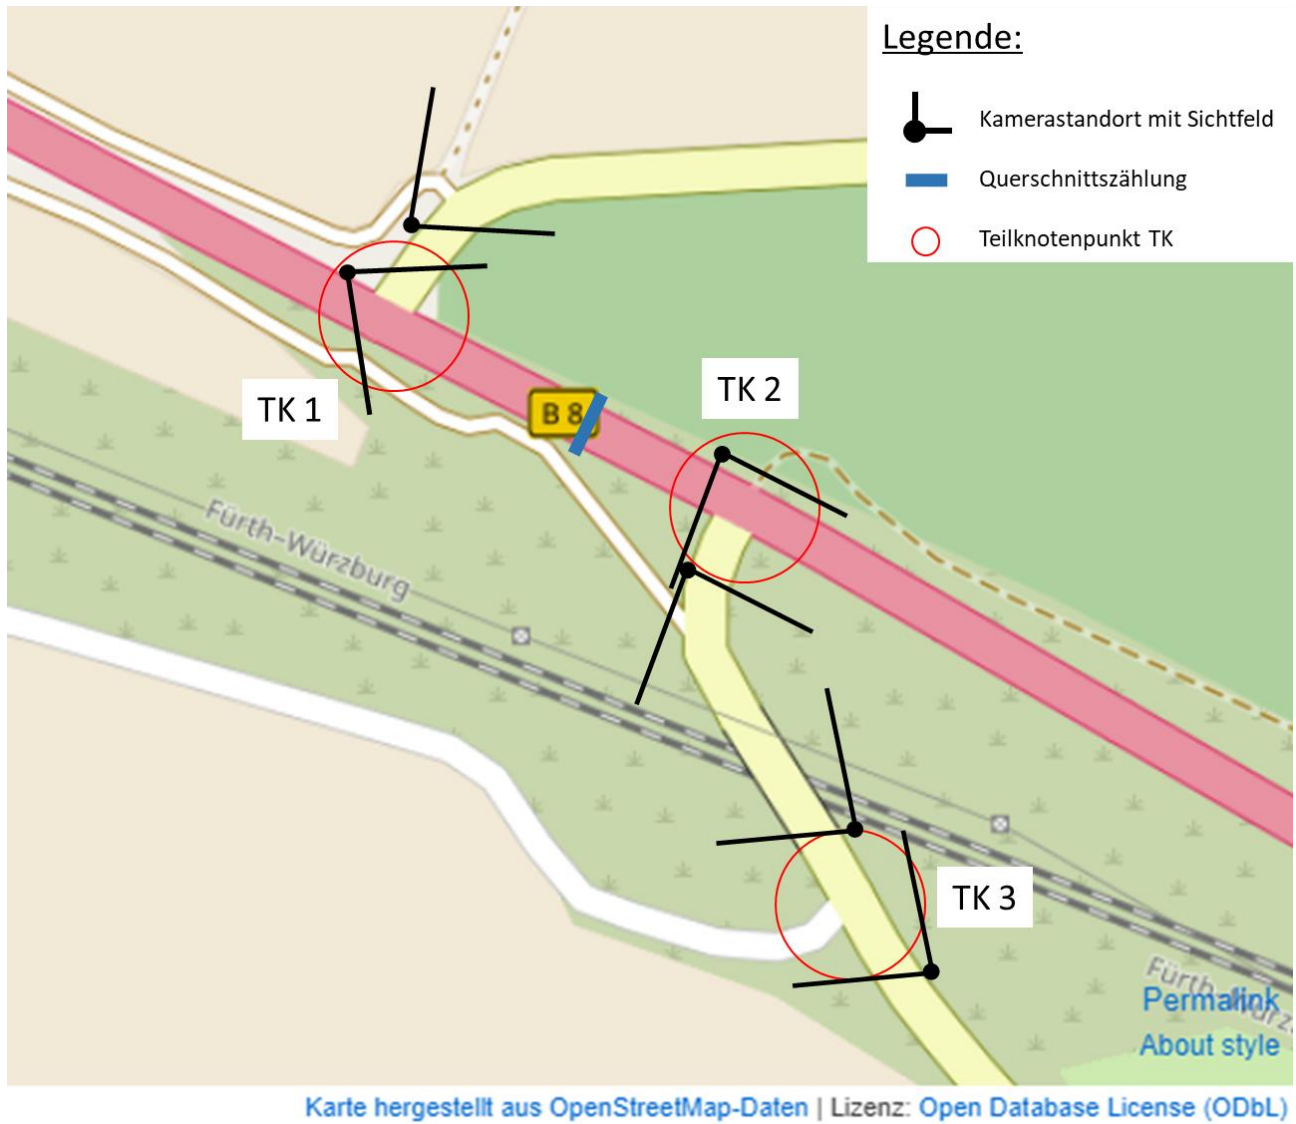 Legende:
Kamerastandort mit Sichtfeld
Querschnittszählung
Teilknotenpunkt TK
TK 1
B 8
TK 2
Fürth-Würzburg
TK 3
Permalink
About style
Karte hergestellt aus OpenStreetMap-Daten | Lizenz: Open Database License (ODbL)